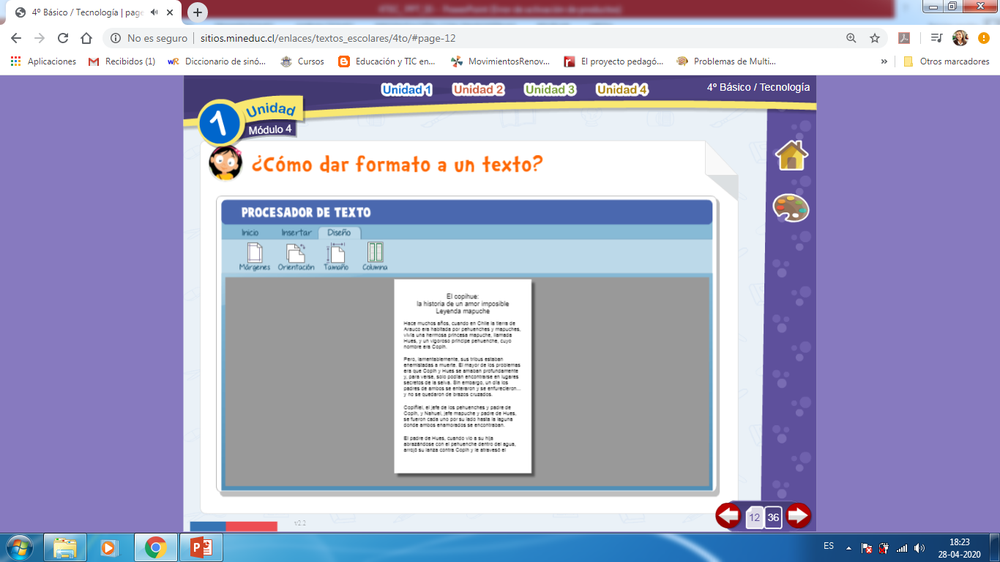 4TEC_PPT_05 - PowerPoint (Error de activación de productos)
4º Básico / Tecnología | page
No es seguro | sitios.mineduc.cl/enlaces/textos_escolares/4to/#page-12
Aplicaciones Recibidos (1) Diccionario de sinó... Cursos Educación y TIC en... MovimientosRenov... El proyecto pedagó... Problemas de Multi... » Otros marcadores
Unidad 1 Unidad 2 Unidad 3 Unidad 4 4º Básico / Tecnología
1 Unidad
Módulo 4
¿Cómo dar formato a un texto?
PROCESADOR DE TEXTO
Inicio Insertar Diseño
Márgenes Orientación Tamaño Columna
El copihue:
la historia de un amor imposible
Leyenda mapuche
Hace muchos años, cuando en Chile la tierra de
Arauco era habitada por pehuenches y mapuches,
vivía una hermosa princesa mapuche, llamada
Hues, y un vigoroso príncipe pehuenche, cuyo
nombre era Copih.
Pero, lamentablemente, sus tribus estaban
enemistadas a muerte. El mayor de los problemas
era que Copih y Hues se amaban profundamente
y, para verse, solo podían encontrarse en lugares
secretos de la selva. Sin embargo, un día los
padres de ambos se enteraron y se enfurecieron...
y no se quedaron de brazos cruzados.
Copiñiel, el jefe de los pehuenches y padre de
Copih, y Nahuel, jefe mapuche y padre de Hues,
se fueron cada uno por su lado hasta la laguna
donde ambos enamorados se encontraban.
El padre de Hues, cuando vio a su hija
abrazándose con el pehuenche dentro del agua,
arrojó su lanza contra Copih y le atravesó el
12 36
v2.2
ES 18:23
28-04-2020